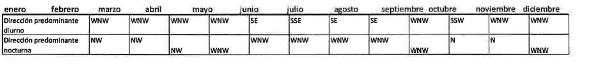 enero febrero marzo abril mayo junio julio agosto septiembre octubre noviembre diciembre
Dirección predominante diurno WNW WNW WNW WNW SE SSE SE SE WNW SSW WNW WNW
Dirección predominante nocturna NW NW NW WNW WNW WNW WNW WNW WNW N N WNW